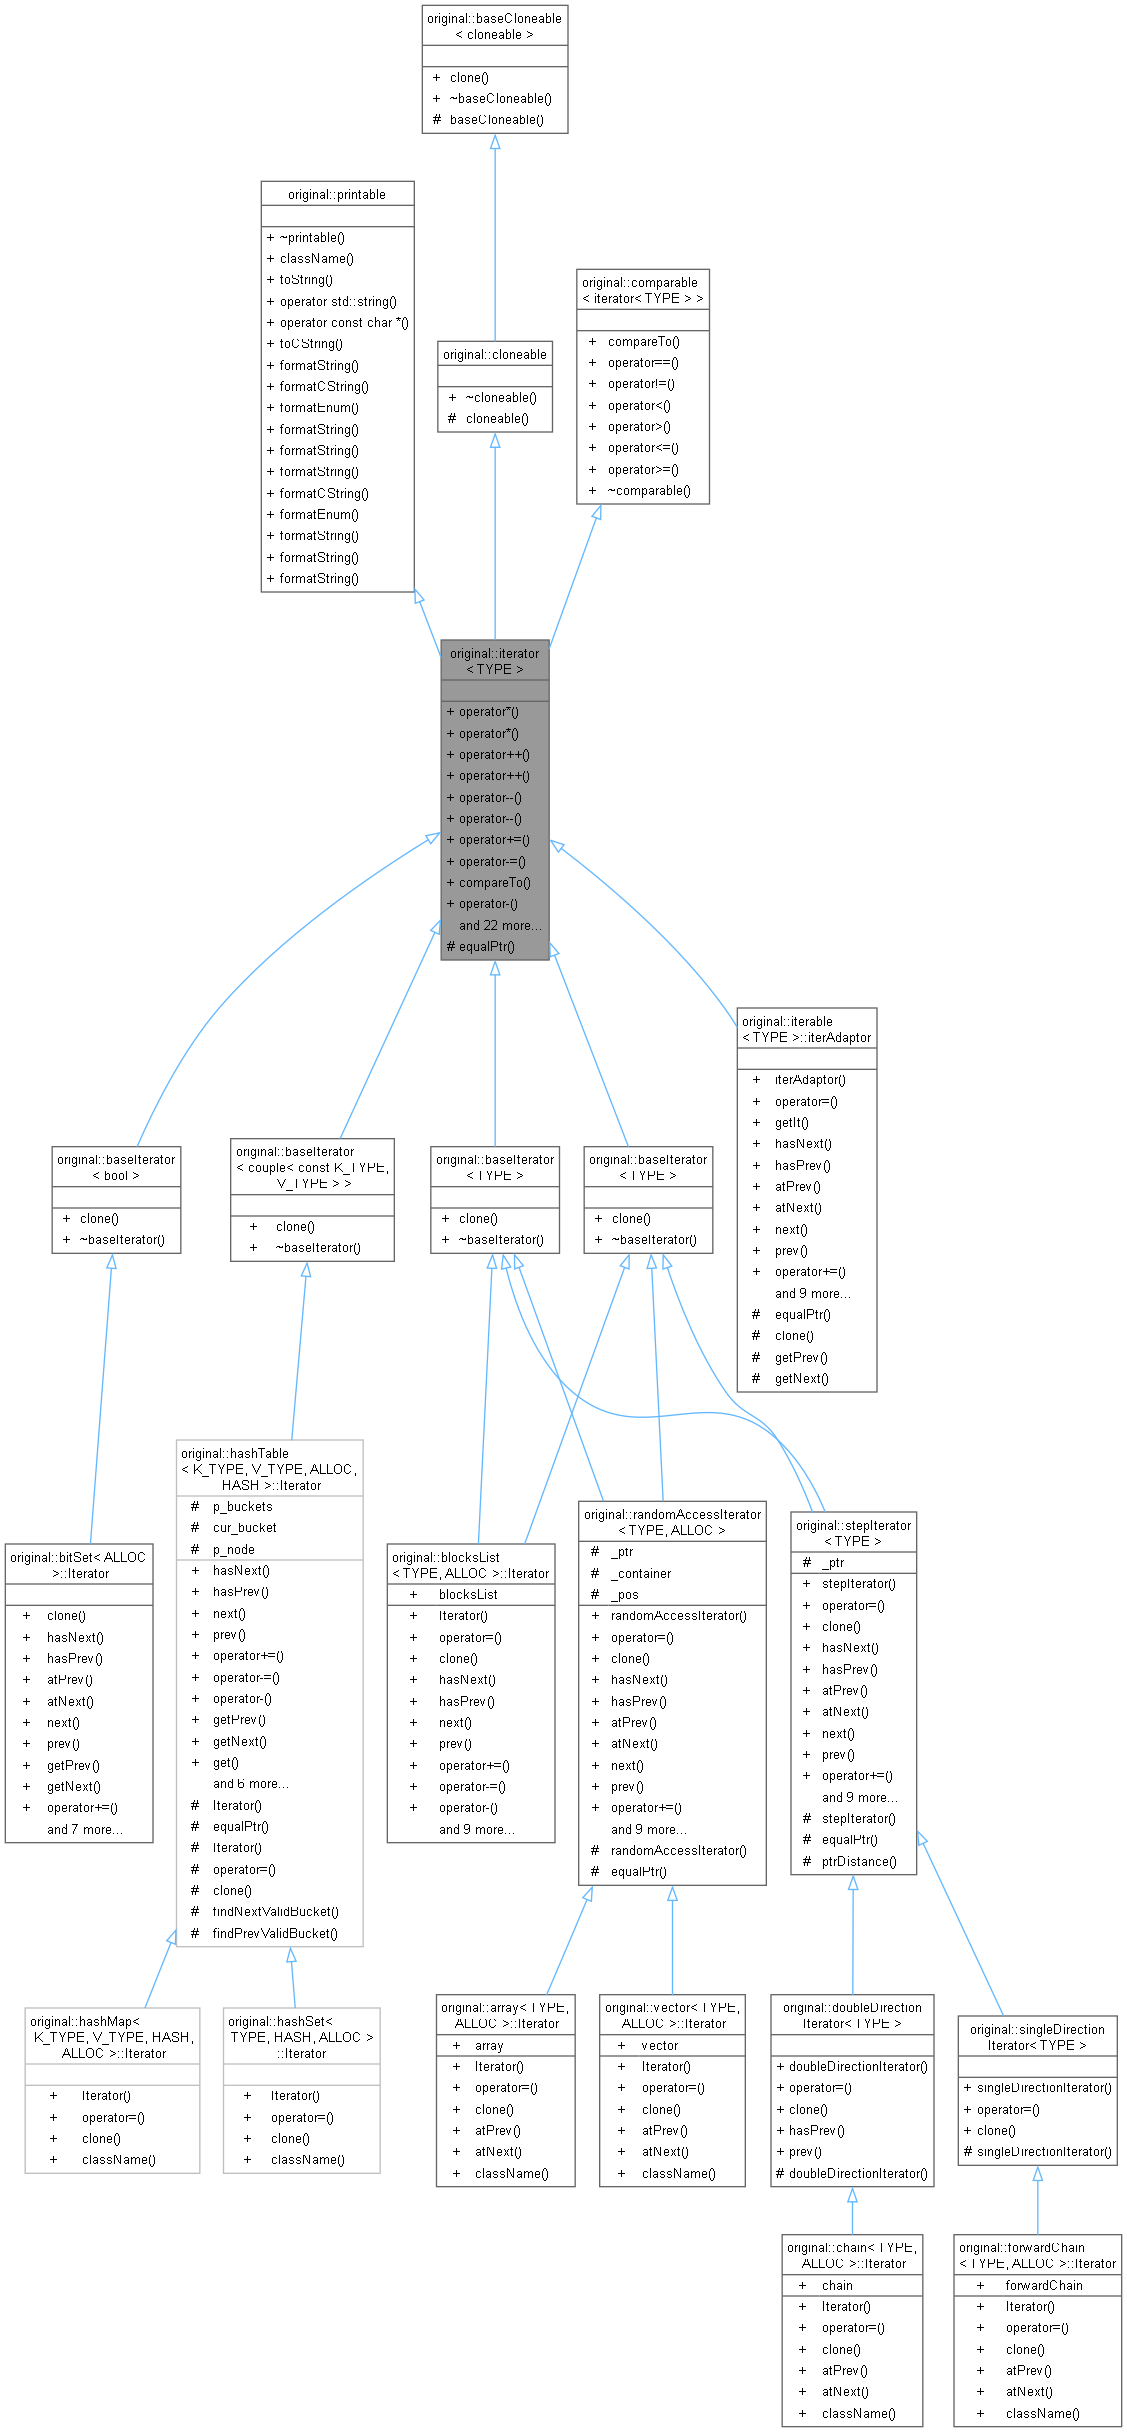 original::baseCloneable
< cloneable >
+ clone()
+ ~baseCloneable()
# baseCloneable()
original::printable
+ ~printable()
+ className()
+ toString()
+ operator std::string()
+ operator const char *()
+ toCString()
+ formatString()
+ formatCString()
+ formatEnum()
+ formatString()
+ formatString()
+ formatString()
+ formatCString()
+ formatEnum()
+ formatString()
+ formatString()
+ formatString()
original::cloneable
+ ~cloneable()
# cloneable()
original::comparable
< iterator< TYPE > >
+ compareTo()
+ operator==()
+ operator!=()
+ operator<()
+ operator>()
+ operator<=()
+ operator>=()
+ ~comparable()
original::iterator
< TYPE >
+ operator*()
+ operator*()
+ operator++()
+ operator++()
+ operator--()
+ operator--()
+ operator+=()
+ operator-=()
+ compareTo()
+ operator-()
and 22 more...
# equalPtr()
original::iterable
< TYPE >::iterAdaptor
+ iterAdaptor()
+ operator=()
+ getIt()
+ hasNext()
+ hasPrev()
+ atPrev()
+ atNext()
+ next()
+ prev()
+ operator+=()
and 9 more...
# equalPtr()
# clone()
# getPrev()
# getNext()
original::baseIterator
< bool >
+ clone()
+ ~baseIterator()
original::baseIterator
< couple< const K_TYPE,
V_TYPE > >
+ clone()
+ ~baseIterator()
original::baseIterator
< TYPE >
+ clone()
+ ~baseIterator()
original::baseIterator
< TYPE >
+ clone()
+ ~baseIterator()
original::bitSet< ALLOC
>::Iterator
+ clone()
+ hasNext()
+ hasPrev()
+ atPrev()
+ atNext()
+ next()
+ prev()
+ getPrev()
+ getNext()
+ operator+=()
and 7 more...
original::hashTable
< K_TYPE, V_TYPE, ALLOC,
HASH >::Iterator
# p_buckets
# cur_bucket
# p_node
+ hasNext()
+ hasPrev()
+ next()
+ prev()
+ operator+=()
+ operator-=()
+ operator-()
+ getPrev()
+ getNext()
+ get()
and 6 more...
# Iterator()
# equalPtr()
# Iterator()
# operator=()
# clone()
# findNextValidBucket()
# findPrevValidBucket()
original::blocksList
< TYPE, ALLOC >::Iterator
+ blocksList
+ Iterator()
+ operator=()
+ clone()
+ hasNext()
+ hasPrev()
+ next()
+ prev()
+ operator+=()
+ operator-=()
+ operator-()
and 9 more...
original::randomAccessIterator
< TYPE, ALLOC >
# _ptr
# _container
# _pos
+ randomAccessIterator()
+ operator=()
+ clone()
+ hasNext()
+ hasPrev()
+ atPrev()
+ atNext()
+ next()
+ prev()
+ operator+=()
and 9 more...
# randomAccessIterator()
# equalPtr()
original::stepIterator
< TYPE >
# _ptr
+ stepIterator()
+ operator=()
+ clone()
+ hasNext()
+ hasPrev()
+ atPrev()
+ atNext()
+ next()
+ prev()
+ operator+=()
and 9 more...
# stepIterator()
# equalPtr()
# ptrDistance()
original::hashMap<
K_TYPE, V_TYPE, HASH,
ALLOC >::Iterator
+ Iterator()
+ operator=()
+ clone()
+ className()
original::hashSet<
TYPE, HASH, ALLOC >
::Iterator
+ Iterator()
+ operator=()
+ clone()
+ className()
original::array< TYPE,
ALLOC >::Iterator
+ array
+ Iterator()
+ operator=()
+ clone()
+ atPrev()
+ atNext()
+ className()
original::vector< TYPE,
ALLOC >::Iterator
+ vector
+ Iterator()
+ operator=()
+ clone()
+ atPrev()
+ atNext()
+ className()
original::doubleDirection
Iterator< TYPE >
+ doubleDirectionIterator()
+ operator=()
+ clone()
+ hasPrev()
+ prev()
# doubleDirectionIterator()
original::singleDirection
Iterator< TYPE >
+ singleDirectionIterator()
+ operator=()
+ clone()
# singleDirectionIterator()
original::chain< TYPE,
ALLOC >::Iterator
+ chain
+ Iterator()
+ operator=()
+ clone()
+ atPrev()
+ atNext()
+ className()
original::forwardChain
< TYPE, ALLOC >::Iterator
+ forwardChain
+ Iterator()
+ operator=()
+ clone()
+ atPrev()
+ atNext()
+ className()